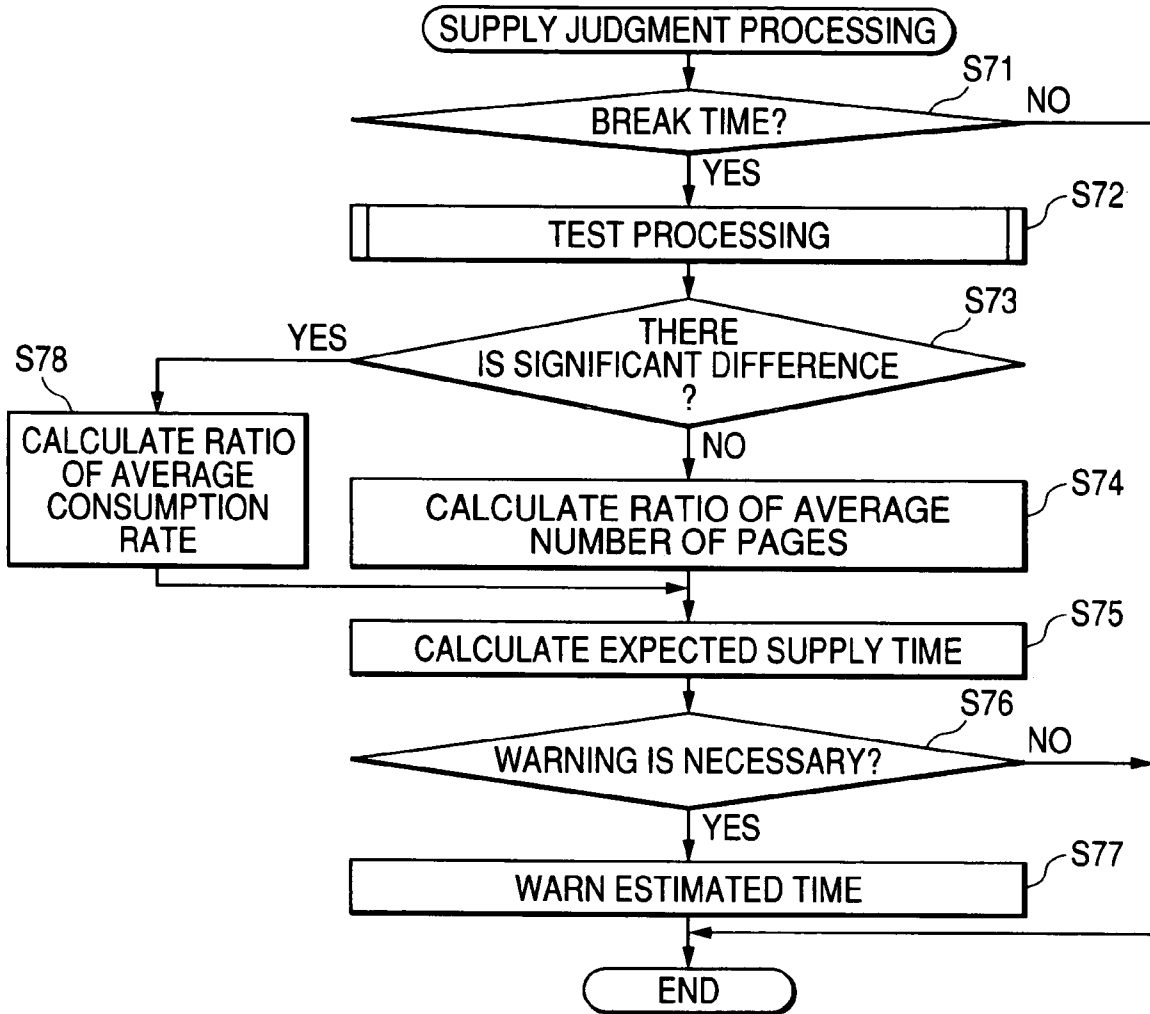 SUPPLY JUDGMENT PROCESSING
S71
BREAK TIME?
NO
YES
S72
TEST PROCESSING
S73
THERE
IS SIGNIFICANT DIFFERENCE
?
YES
S78
CALCULATE RATIO
OF AVERAGE
CONSUMPTION
RATE
NO
S74
CALCULATE RATIO OF AVERAGE
NUMBER OF PAGES
S75
CALCULATE EXPECTED SUPPLY TIME
S76
WARNING IS NECESSARY?
NO
YES
S77
WARN ESTIMATED TIME
END